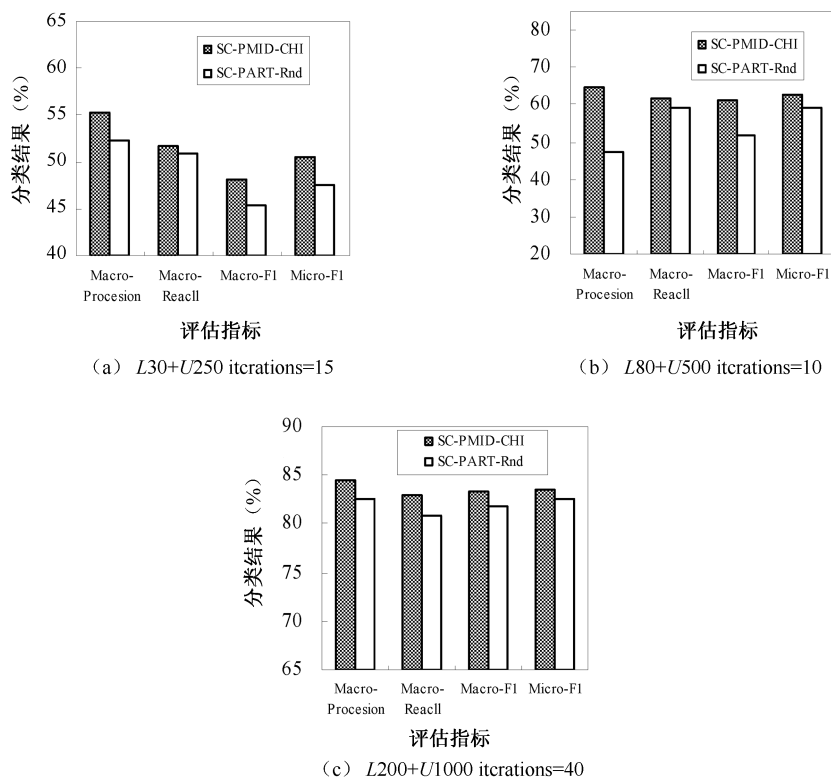 65
60
55
50
45
40
分类结果（%）
SC-PMID-CHI
SC-PART-Rnd
Macro-
Procesion
Macro-
Reacll
Macro-F1
Micro-F1
评估指标
（a） L30+U250 itcrations=15
80
70
60
50
40
30
20
分类结果（%）
SC-PMID-CHI
SC-PART-Rnd
Macro-
Procesion
Macro-
Reacll
Macro-F1
Micro-F1
评估指标
（b） L80+U500 itcrations=10
90
85
80
75
70
65
分类结果（%）
SC-PMID-CHI
SC-PART-Rnd
Macro-
Procesion
Macro-
Reacll
Macro-F1
Micro-F1
评估指标
（c） L200+U1000 itcrations=40